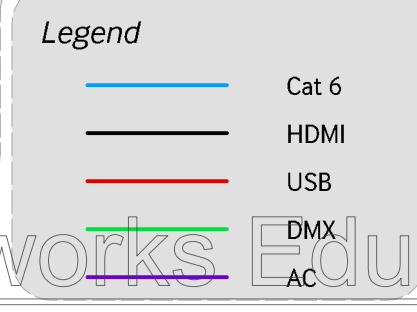 Legend
Cat 6
HDMI
USB
DMX
works Edu
AC